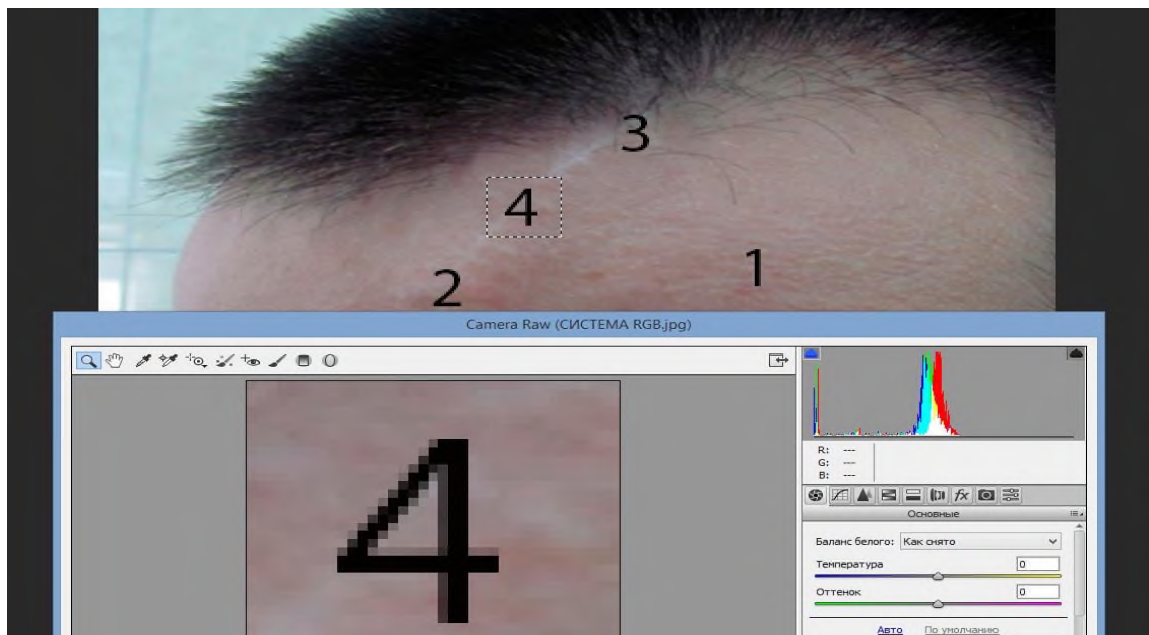 3
4
1
2
Camera Raw (СИСТЕМА RGB.jpg)
4
R: ---
G: ---
B: ---
fx
Основные
Баланс белого: Как снято
Температура 0
Оттенок 0
Авто По умолчанию